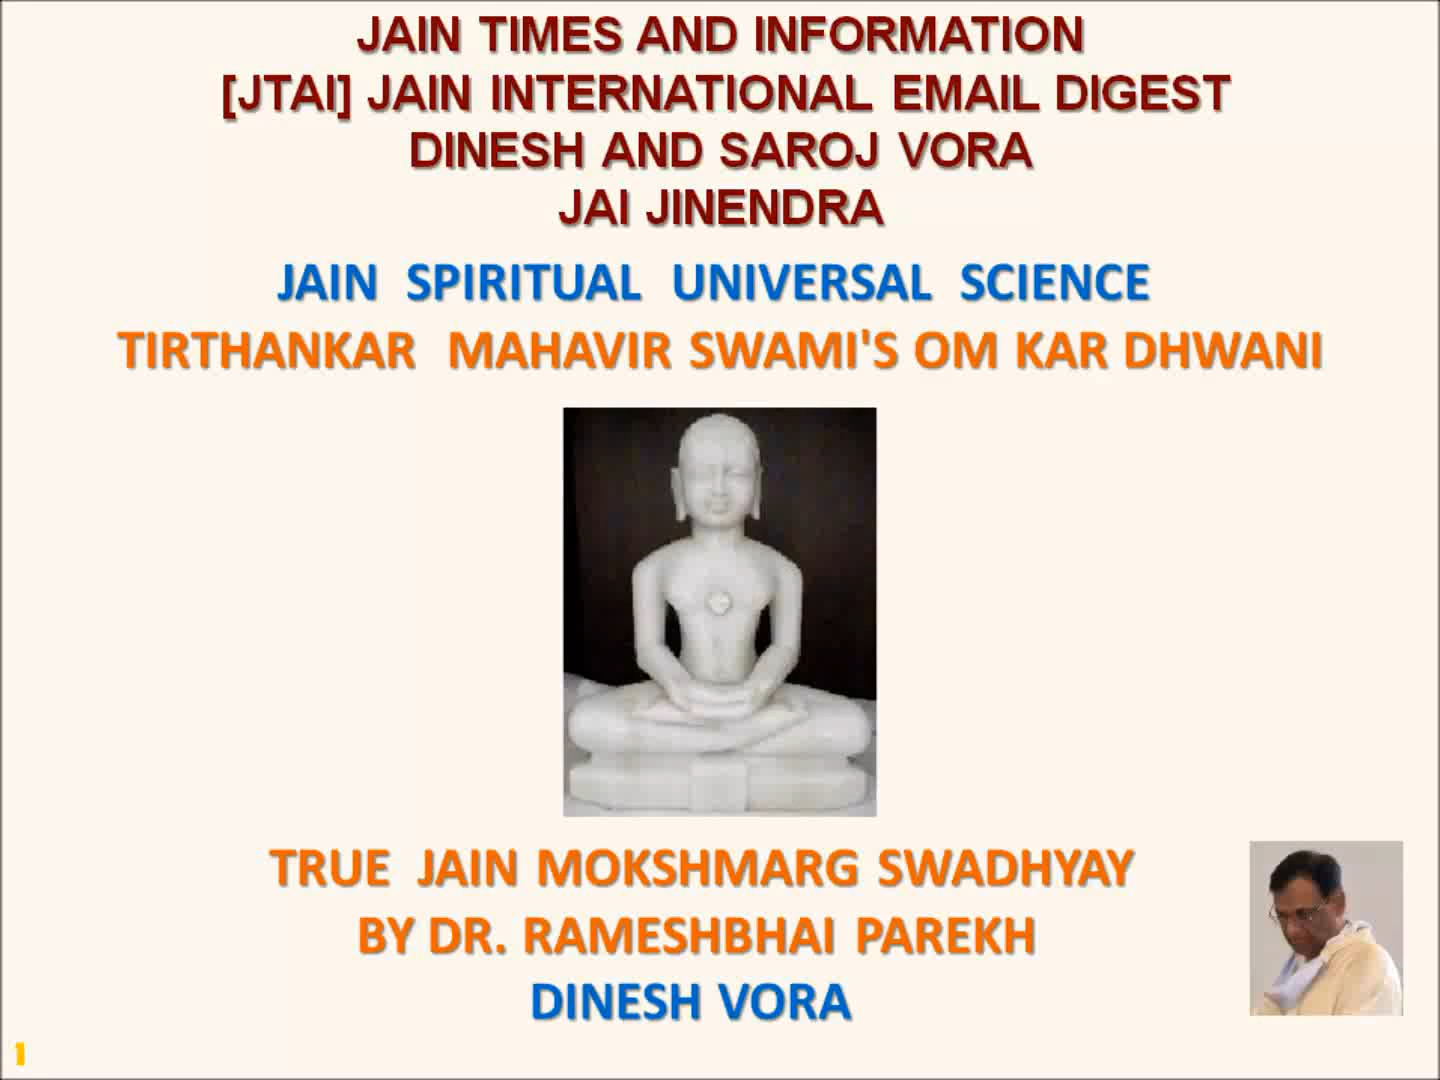 JAIN TIMES AND INFORMATION
[JTAI] JAIN INTERNATIONAL EMAIL DIGEST
DINESH AND SAROJ VORA
JAI JINENDRA
JAIN SPIRITUAL UNIVERSAL SCIENCE
TIRTHANKAR MAHAVIR SWAMI'S OM KAR DHWANI
TRUE JAIN MOKSHMARG SWADHYAY
BY DR. RAMESHBHAI PAREKH
DINESH VORA
1